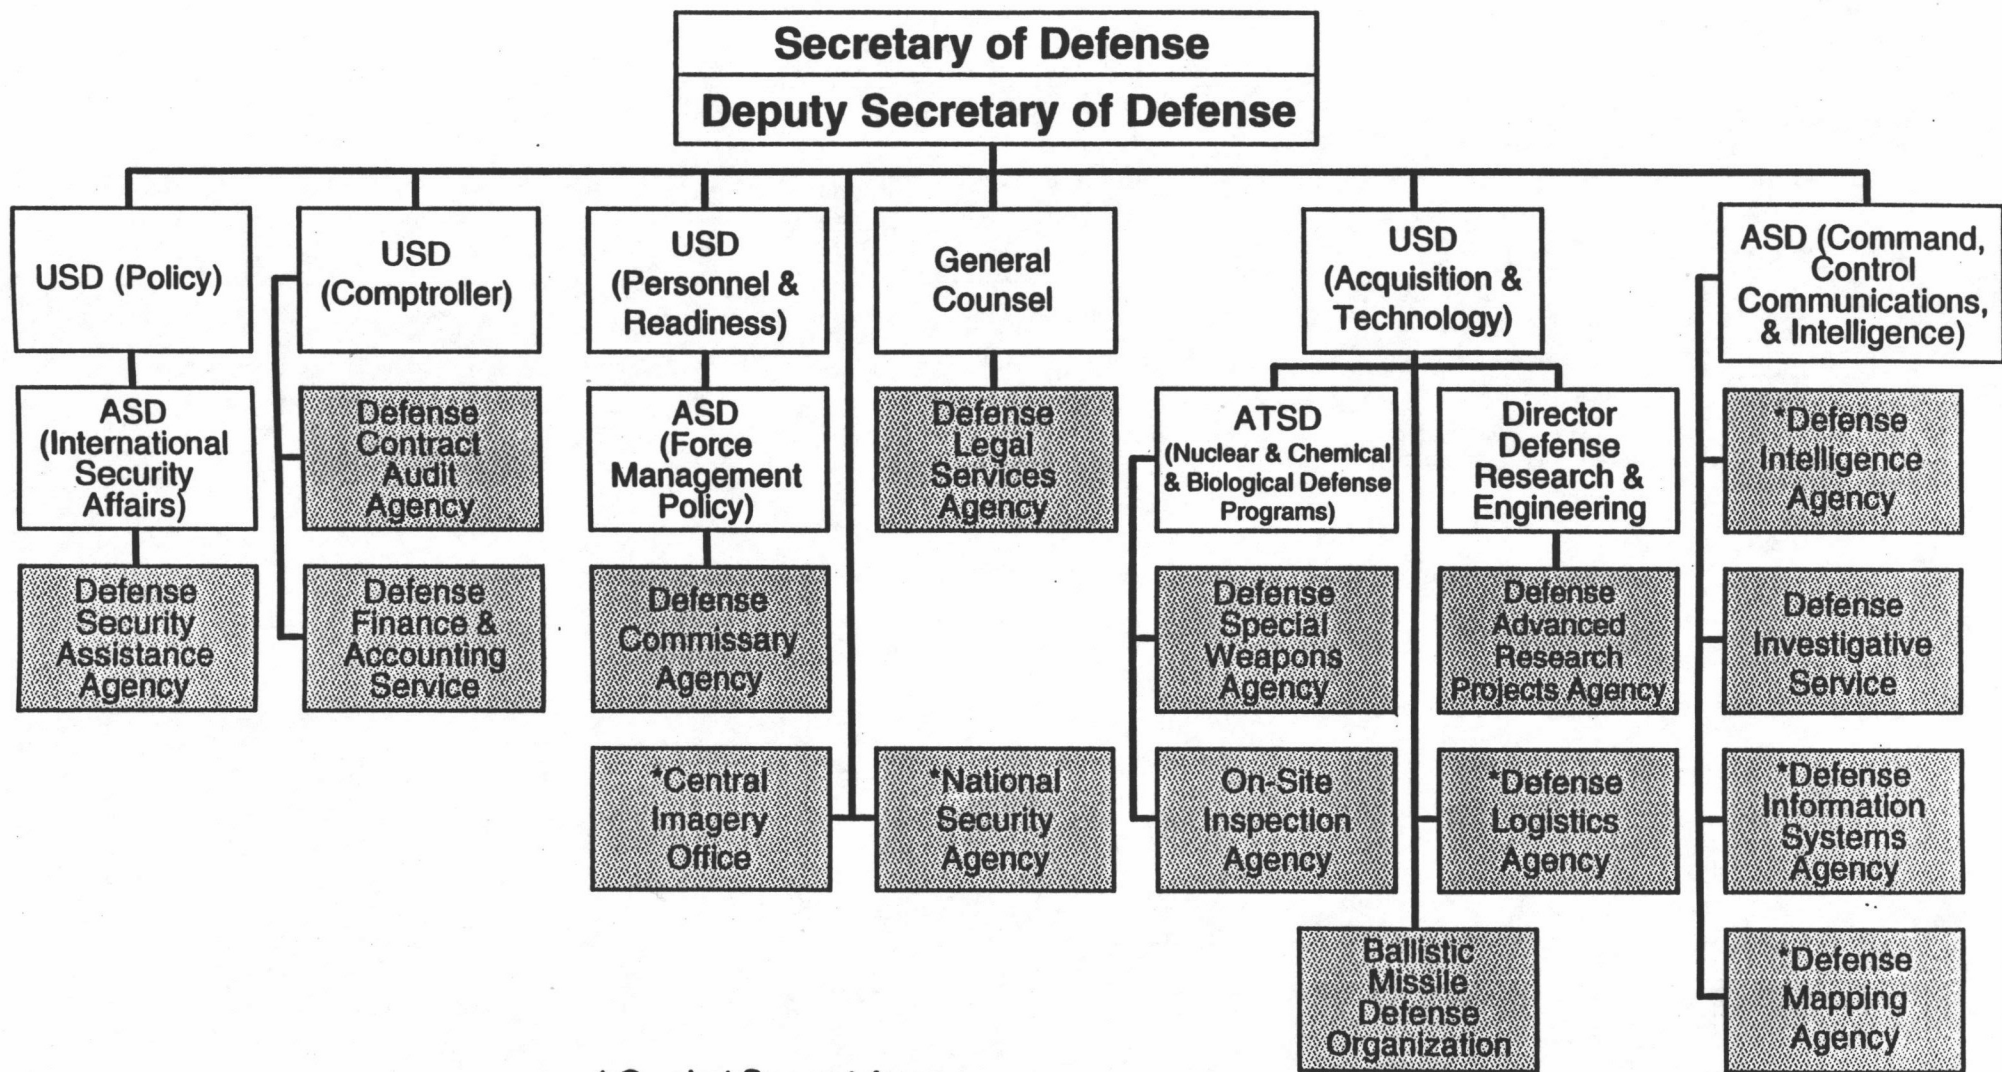 Secretary of Defense
Deputy Secretary of Defense
USD (Policy)
USD
(Comptroller)
USD
(Personnel &
Readiness)
General
Counsel
USD
(Acquisition &
Technology)
ASD (Command,
Control
Communications,
& Intelligence)
ASD
(International
Security
Affairs)
Defense
Contract
Audit
Agency
ASD
(Force
Management
Policy)
Defense
Legal
Services
Agency
ATSD
(Nuclear & Chemical
& Biological Defense
Programs)
Director
Defense
Research &
Engineering
*Defense
Intelligence
Agency
Defense
Security
Assistance
Agency
Defense
Finance &
Accounting
Service
Defense
Commissary
Agency
Defense
Special
Weapons
Agency
Defense
Advanced
Research
Projects Agency
Defense
Investigative
Service
*Central
Imagery
Office
*National
Security
Agency
On-Site
Inspection
Agency
*Defense
Logistics
Agency
*Defense
Information
Systems
Agency
Ballistic
Missile
Defense
Organization
*Defense
Mapping
Agency